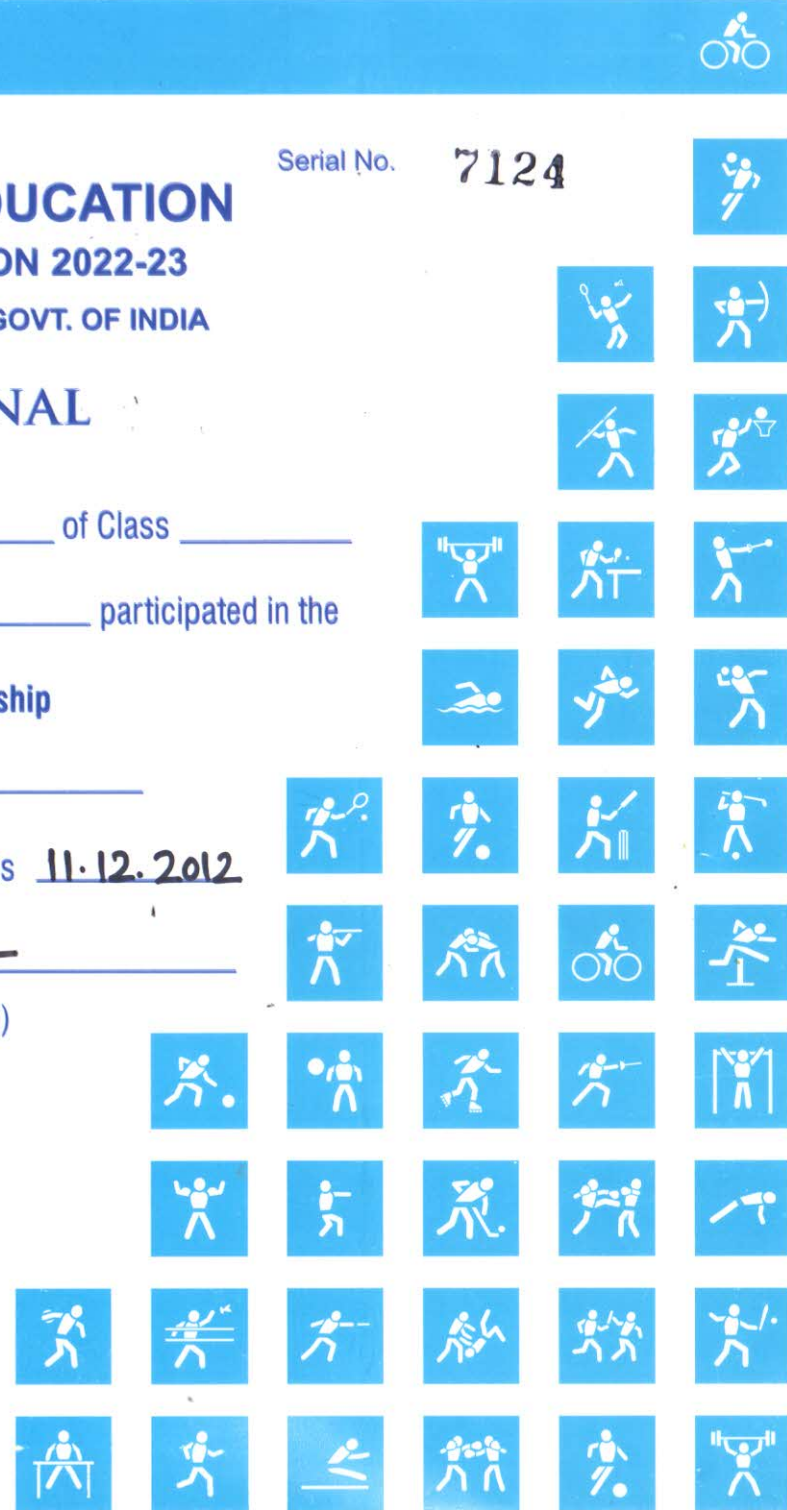 Serial No. 7124
DUCATION
ON 2022-23
GOVT. OF INDIA
NAL
of Class
participated in the
ship
s 11.12.2012
)